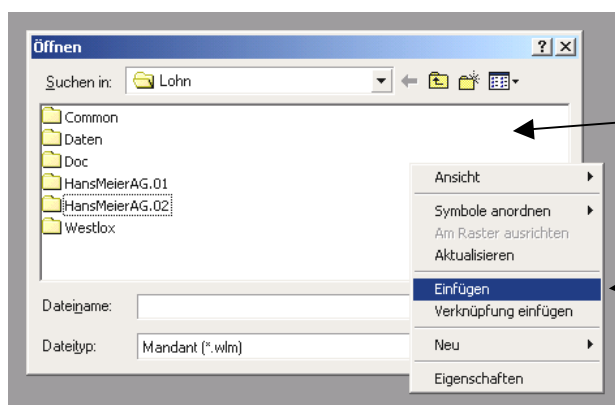 Öffnen
Suchen in: Lohn
Common
Daten
Doc
HansMeierAG.01
HansMeierAG.02
Westlox
Dateiname:
Dateityp: Mandant (*.wlm)
Ansicht
Symbole anordnen
Am Raster ausrichten
Aktualisieren
Einfügen
Verknüpfung einfügen
Neu
Eigenschaften